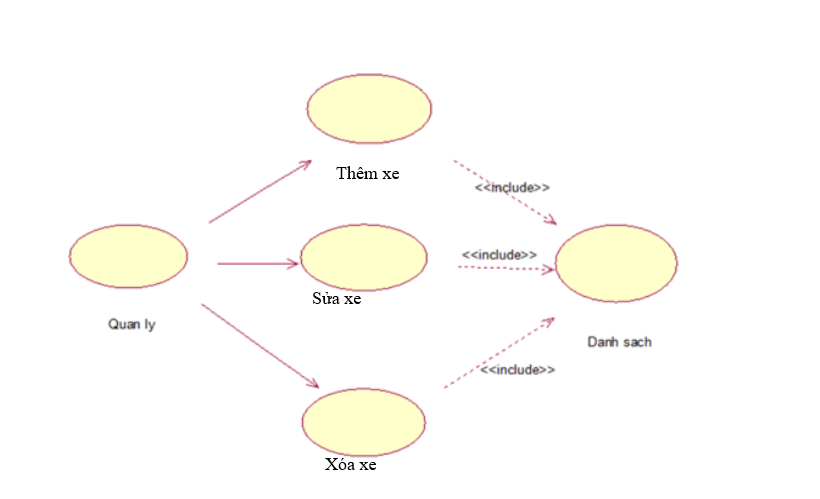 Thêm xe
<<include>>
<<include>>
Sửa xe
Quan ly
Danh sach
<<include>>
Xóa xe